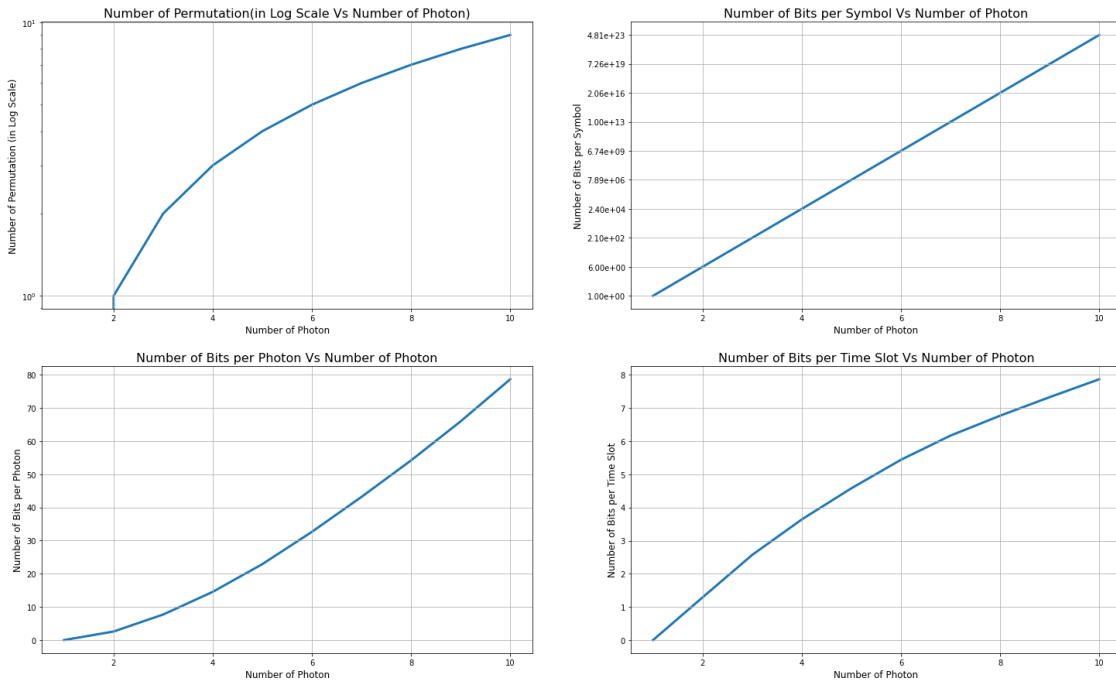 Number of Permutation(in Log Scale Vs Number of Photon)
Number of Permutation (in Log Scale)
10¹
10⁰
2
4
6
8
10
Number of Photon
Number of Bits per Symbol Vs Number of Photon
Number of Bits per Symbol
4.81e+23
7.26e+19
2.06e+16
1.00e+13
6.74e+09
7.89e+06
2.40e+04
2.10e+02
6.00e+00
1.00e+00
2
4
6
8
10
Number of Photon
Number of Bits per Photon Vs Number of Photon
Number of Bits per Photon
80
70
60
50
40
30
20
10
0
2
4
6
8
10
Number of Photon
Number of Bits per Time Slot Vs Number of Photon
Number of Bits per Time Slot
8
7
6
5
4
3
2
1
0
2
4
6
8
10
Number of Photon